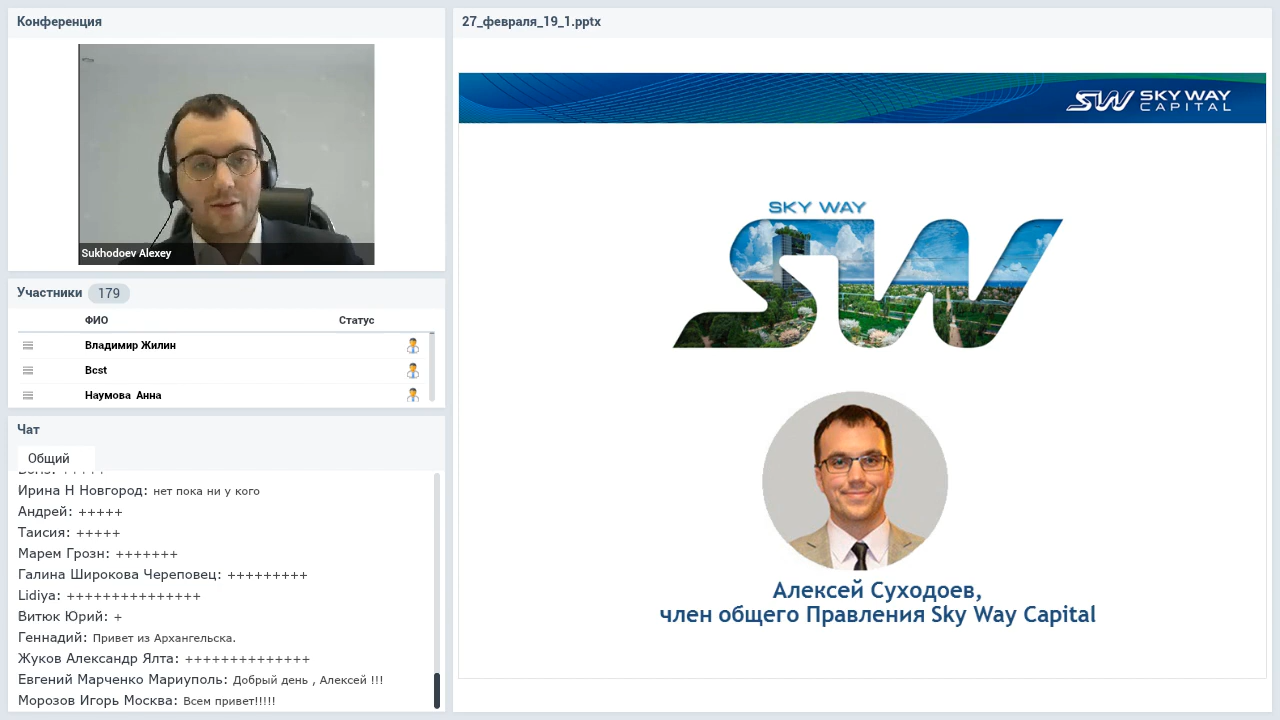 Конференция
Sukhodoev Alexey
Участники 179
ФИО Статус
Владимир Жилин
Bcst
Наумова Анна
Чат
Общий
Ирина Н Новгород: нет пока ни у кого
Андрей: +++++
Таисия: +++++
Марем Грозн: +++++++
Галина Широкова Череповец: +++++++++
Lidiya: +++++++++++++++
Витюк Юрий: +
Геннадий: Привет из Архангельска.
Жуков Александр Ялта: ++++++++++++++
Евгений Марченко Мариуполь: Добрый день , Алексей !!!
Морозов Игорь Москва: Всем привет!!!!!
27_февраля_19_1.pptx
SW SKY WAY
CAPITAL
SKY WAY
SW
Алексей Суходоев,
член общего Правления Sky Way Capital